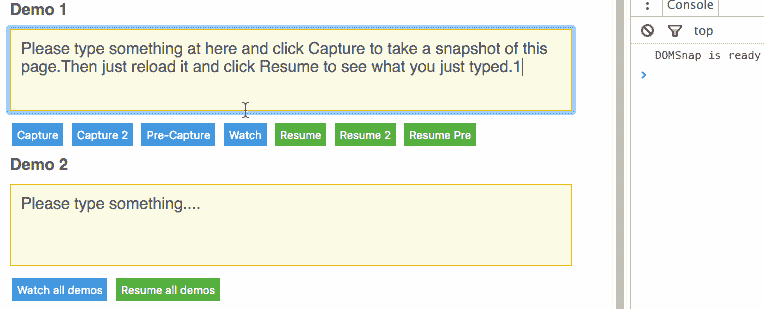 Demo 1
Please type something at here and click Capture to take a snapshot of this
page.Then just reload it and click Resume to see what you just typed.1
Capture Capture 2 Pre-Capture Watch Resume Resume 2 Resume Pre
Demo 2
Please type something....
Watch all demos Resume all demos
Console
top
DOMSnap is ready